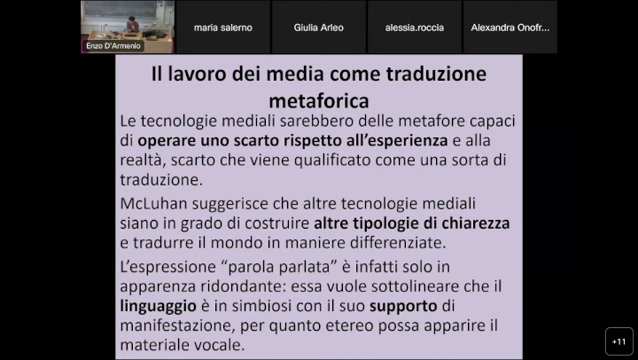 maria salerno
Giulia Arleo
alessia.roccia
Alexandra Onofr...
Enzo D'Armenio
Il lavoro dei media come traduzione
metaforica
Le tecnologie mediali sarebbero delle metafore capaci
di operare uno scarto rispetto all'esperienza e alla
realtà, scarto che viene qualificato come una sorta di
traduzione.
McLuhan suggerisce che altre tecnologie mediali
siano in grado di costruire altre tipologie di chiarezza
e tradurre il mondo in maniere differenziate.
L'espressione “parola parlata” è infatti solo in
apparenza ridondante: essa vuole sottolineare che il
linguaggio è in simbiosi con il suo supporto di
manifestazione, per quanto etereo possa apparire il
materiale vocale.
+11